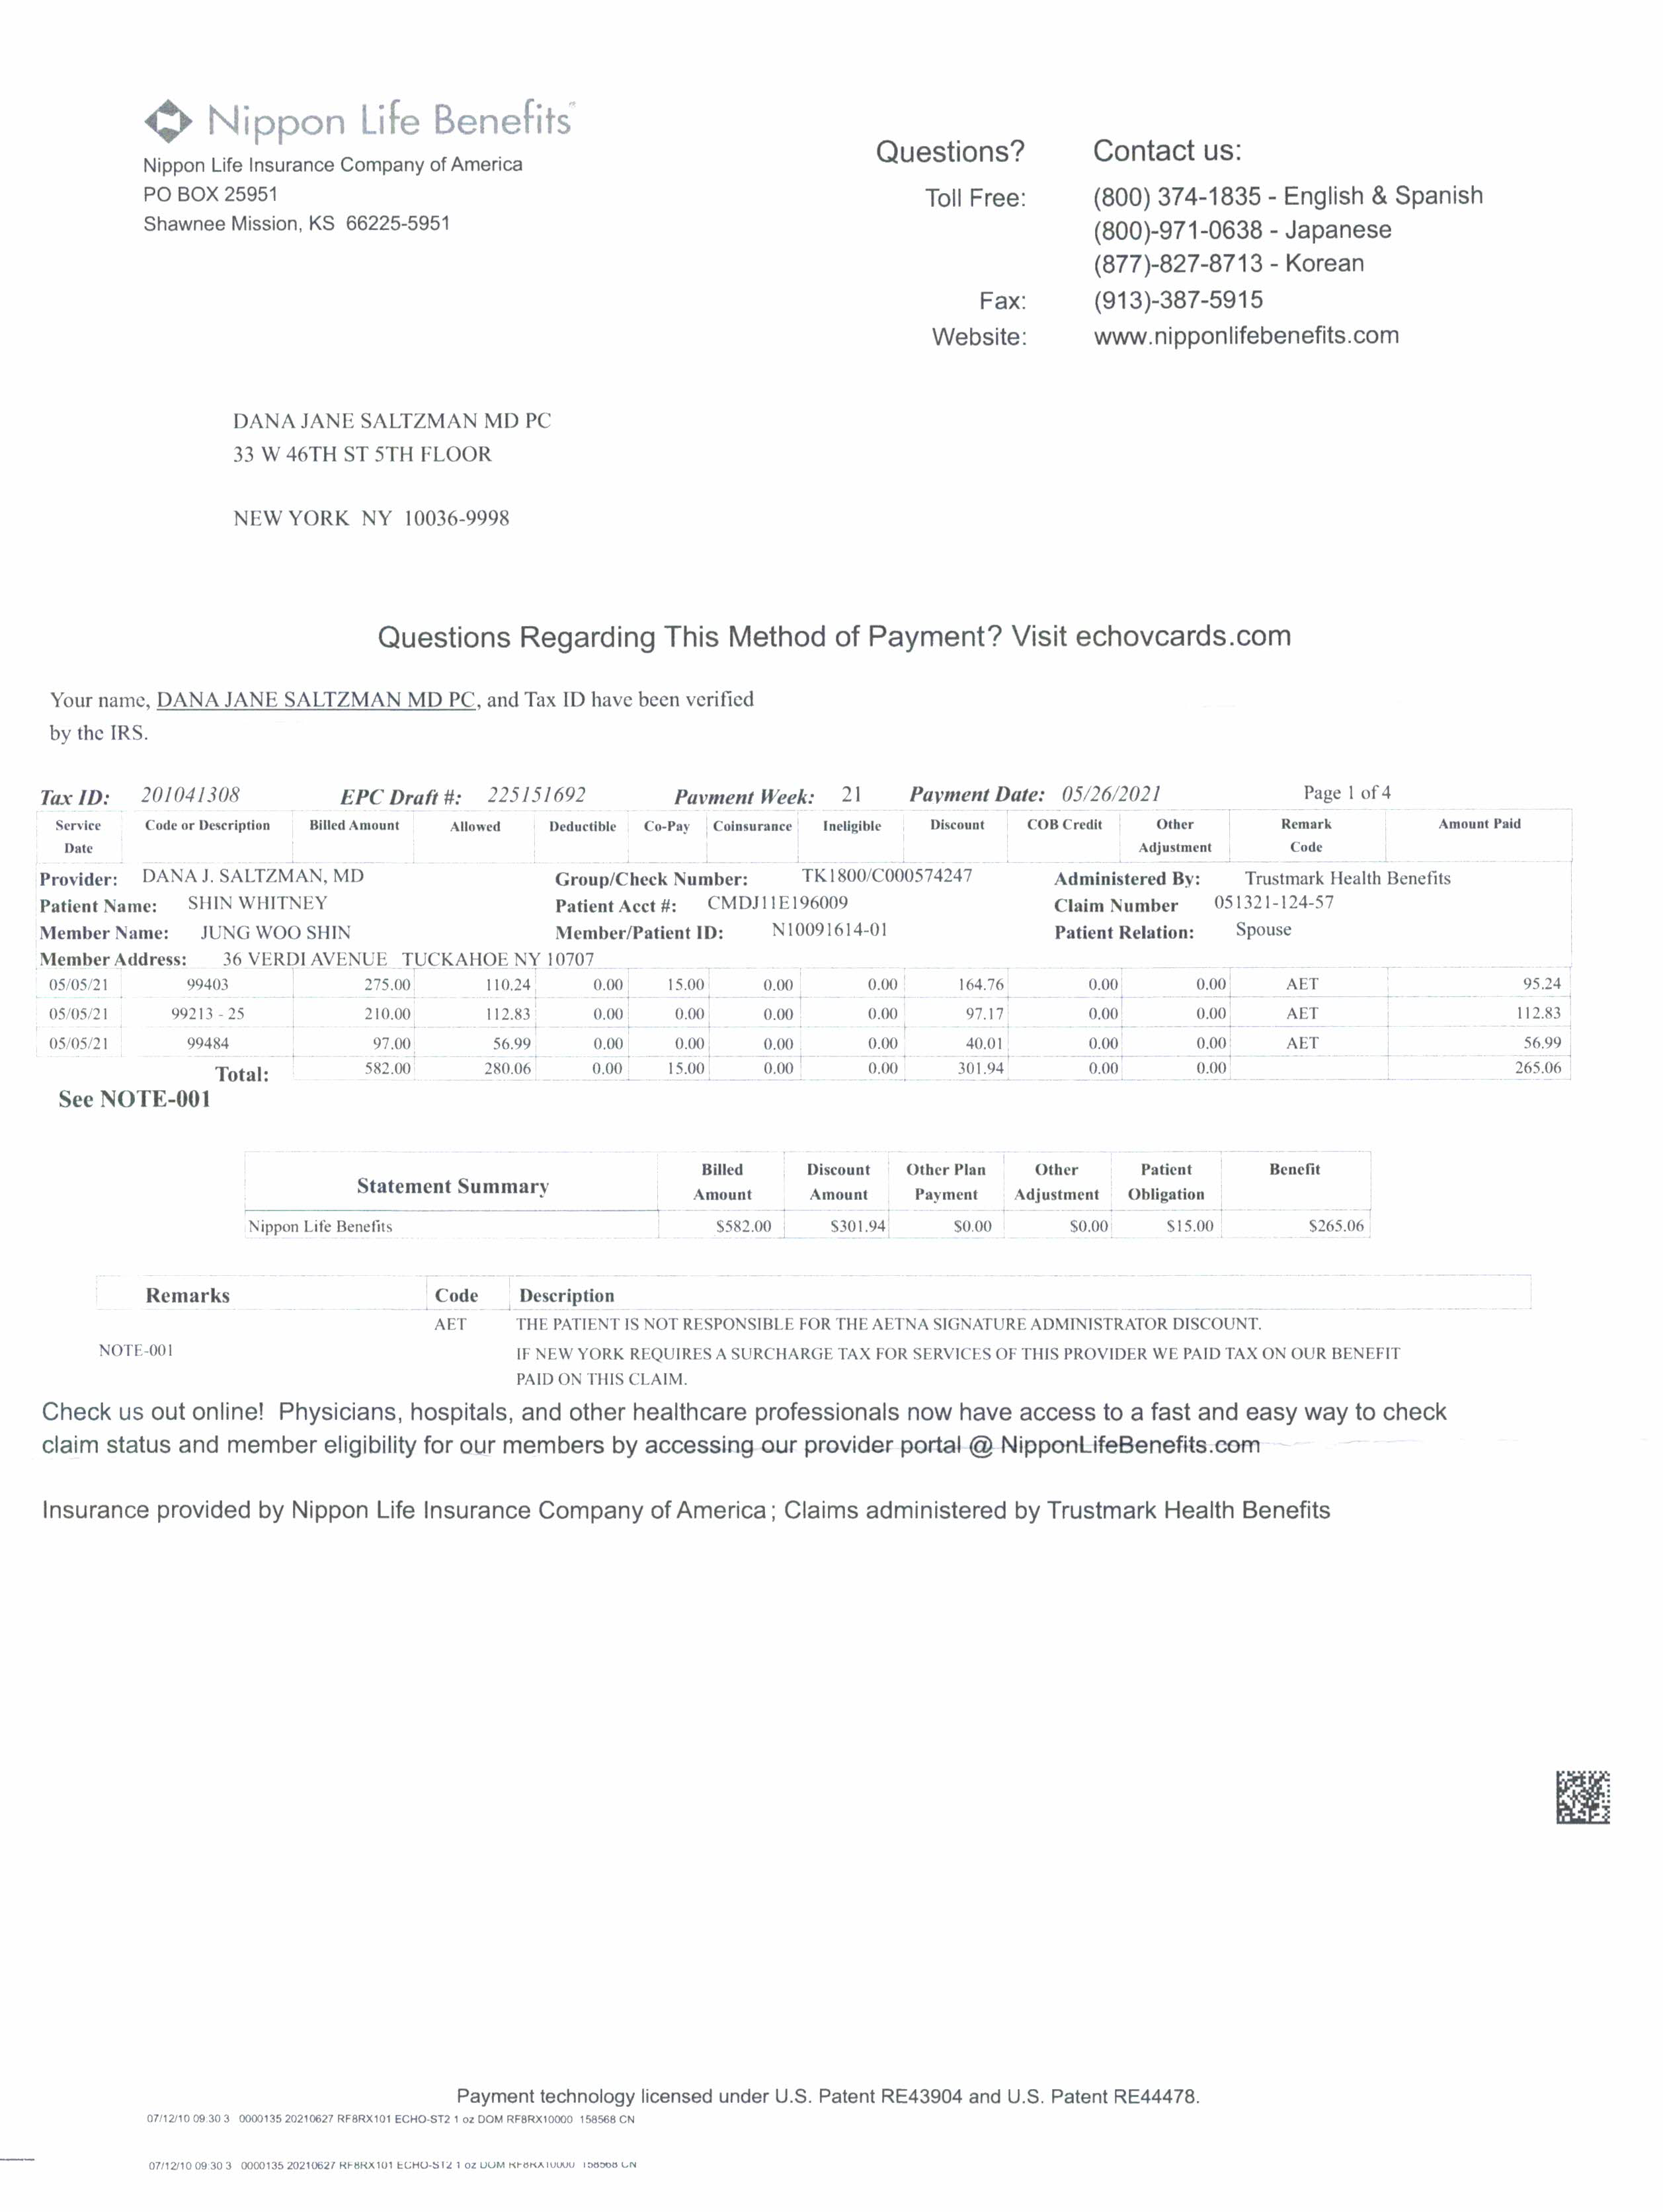 Nippon Life Benefits
Nippon Life Insurance Company of America
PO BOX 25951
Shawnee Mission, KS 66225-5951
Questions? Contact us:
Toll Free: (800) 374-1835 - English & Spanish
(800)-971-0638 - Japanese
(877)-827-8713 - Korean
Fax: (913)-387-5915
Website: www.nipponlifebenefits.com
DANA JANE SALTZMAN MD PC
33 W 46TH ST 5TH FLOOR
NEW YORK NY 10036-9998
Questions Regarding This Method of Payment? Visit echovcards.com
Your name, DANA JANE SALTZMAN MD PC, and Tax ID have been verified
by the IRS.
Tax ID: 201041308 EPC Draft #: 225151692 Payment Week: 21 Payment Date: 05/26/2021 Page 1 of 4
Service Date Code or Description Billed Amount Allowed Deductible Co-Pay Coinsurance Ineligible Discount COB Credit Other Adjustment Remark Code Amount Paid
Provider: DANA J. SALTZMAN, MD Group/Check Number: TK1800/C000574247 Administered By: Trustmark Health Benefits
Patient Name: SHIN WHITNEY Patient Acct #: CMDJ11E196009 Claim Number 051321-124-57
Member Name: JUNG WOO SHIN Member/Patient ID: N10091614-01 Patient Relation: Spouse
Member Address: 36 VERDI AVENUE TUCKAHOE NY 10707
05/05/21 99403 275.00 110.24 0.00 15.00 0.00 0.00 164.76 0.00 0.00 AET 95.24
05/05/21 99213 - 25 210.00 112.83 0.00 0.00 0.00 0.00 97.17 0.00 0.00 AET 112.83
05/05/21 99484 97.00 56.99 0.00 0.00 0.00 0.00 40.01 0.00 0.00 AET 56.99
Total: 582.00 280.06 0.00 15.00 0.00 0.00 301.94 0.00 0.00 265.06
See NOTE-001
Statement Summary Billed Amount Discount Amount Other Plan Payment Other Adjustment Patient Obligation Benefit
Nippon Life Benefits $582.00 $301.94 $0.00 $0.00 $15.00 $265.06
Remarks Code Description
AET THE PATIENT IS NOT RESPONSIBLE FOR THE AETNA SIGNATURE ADMINISTRATOR DISCOUNT.
NOTE-001 IF NEW YORK REQUIRES A SURCHARGE TAX FOR SERVICES OF THIS PROVIDER WE PAID TAX ON OUR BENEFIT
PAID ON THIS CLAIM.
Check us out online! Physicians, hospitals, and other healthcare professionals now have access to a fast and easy way to check
claim status and member eligibility for our members by accessing our provider portal @ NipponLifeBenefits.com
Insurance provided by Nippon Life Insurance Company of America; Claims administered by Trustmark Health Benefits
Payment technology licensed under U.S. Patent RE43904 and U.S. Patent RE44478.
07/12/10 09:30 3 0000135 20210627 RF8RX101 ECHO-ST2 1 oz DOM RF8RX10000 158568 CN
07/12/10 09:30 3 0000135 20210627 RF8RX101 ECHO-ST2 1 oz DOM RF8RX10000 158568 CN